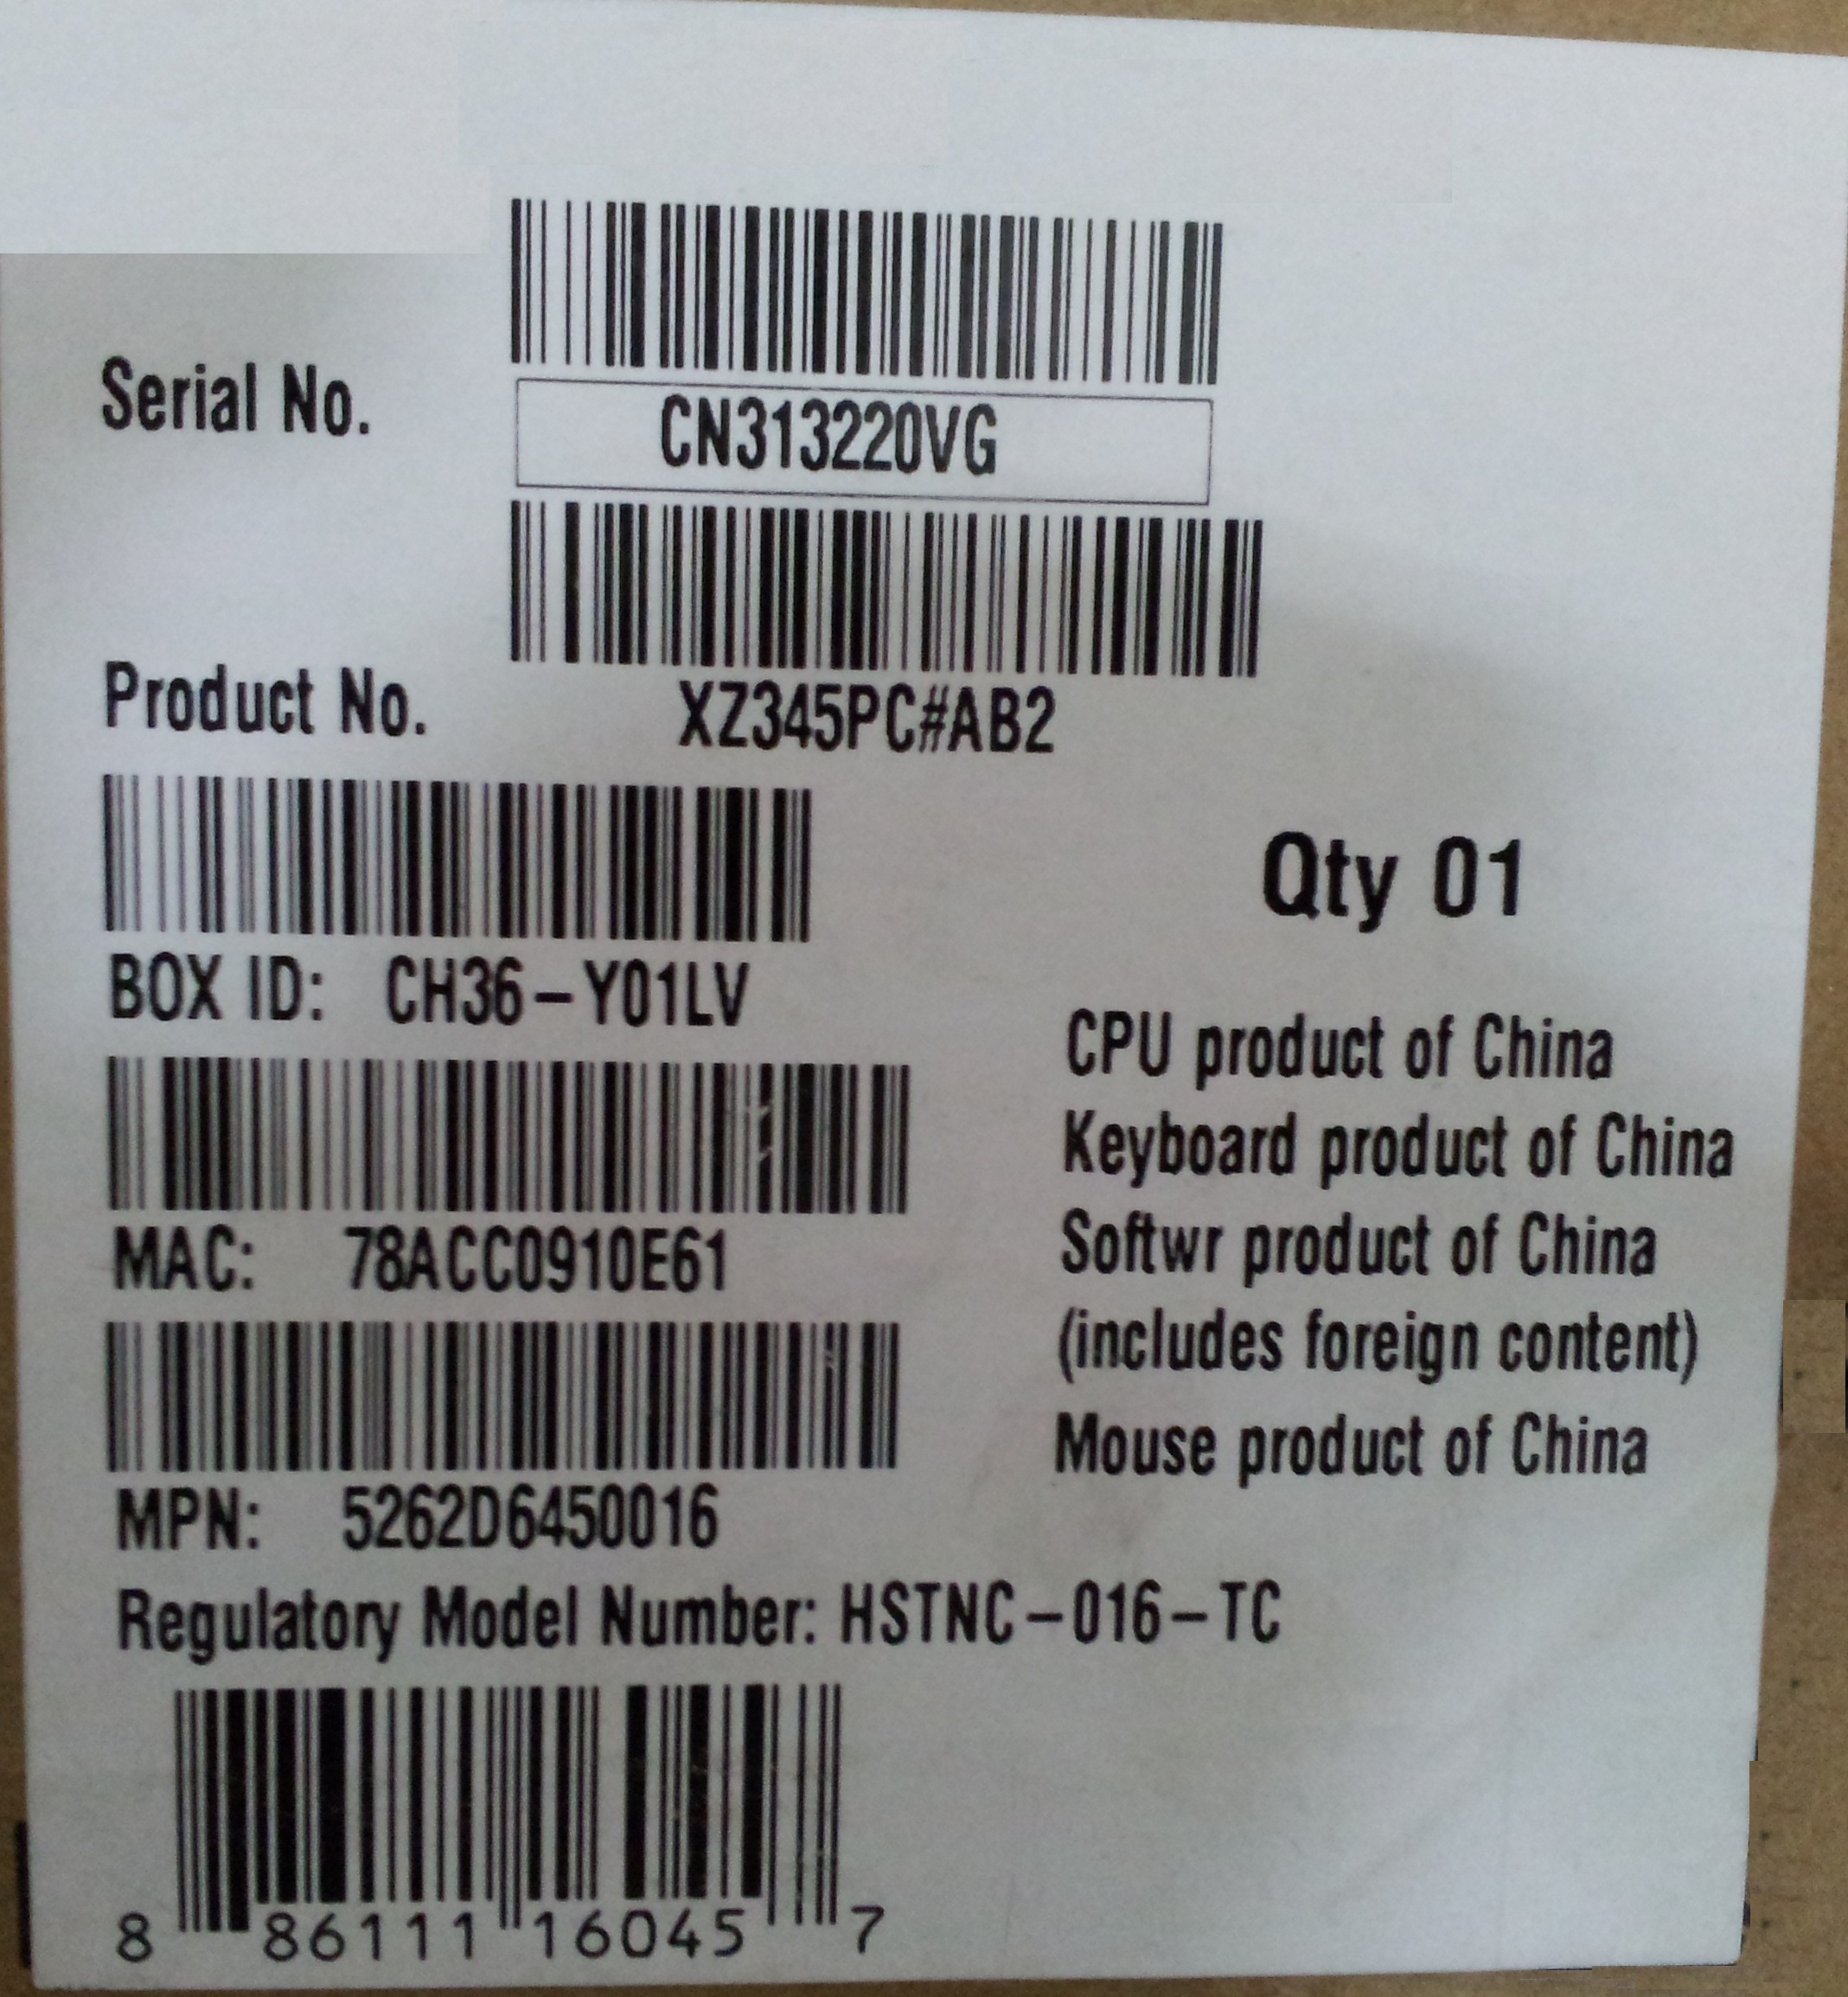 Serial No.
CN313220VG
Product No.
XZ345PC#AB2
Qty 01
BOX ID: CH36-Y01LV
CPU product of China
Keyboard product of China
Softwr product of China
(includes foreign content)
Mouse product of China
MAC: 78ACC0910E61
MPN: 5262D6450016
Regulatory Model Number: HSTNC-016-TC
8 86111 16045 7